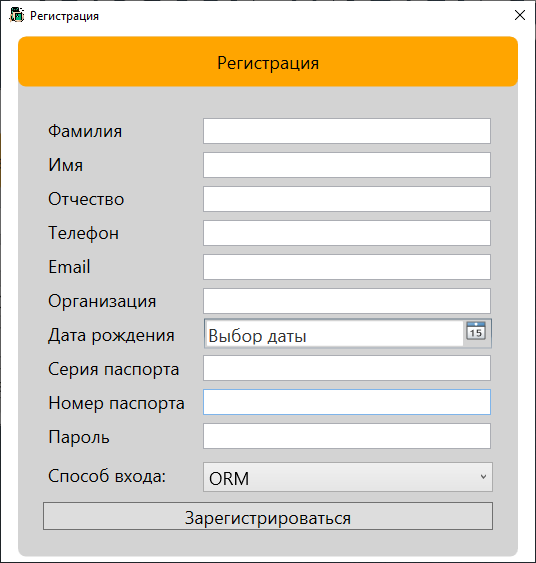 Регистрация
Регистрация
Фамилия
Имя
Отчество
Телефон
Email
Организация
Дата рождения Выбор даты 15
Серия паспорта
Номер паспорта
Пароль
Способ входа: ORM
Зарегистрироваться